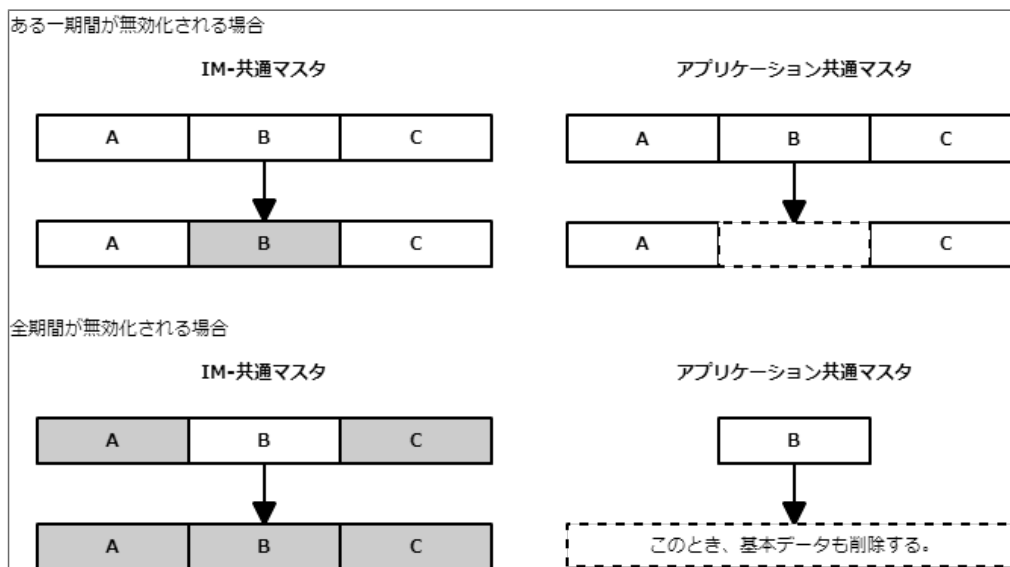 ある一期間が無効化される場合
IM-共通マスタ アプリケーション共通マスタ
A B C A B C
A B C A C
全期間が無効化される場合
IM-共通マスタ アプリケーション共通マスタ
A B C B
A B C このとき、基本データも削除する。